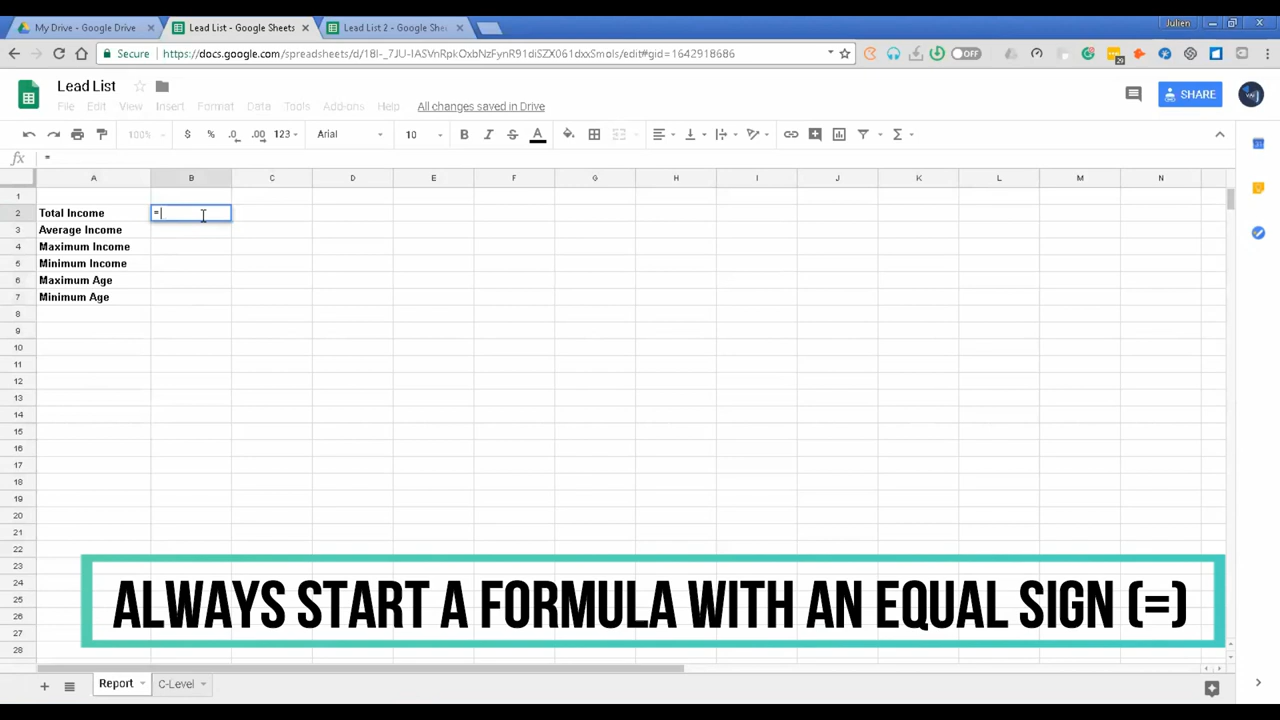 My Drive - Google Drive
Lead List - Google Sheets
Lead List 2 - Google She
Julien
Secure
https://docs.google.com/spreadsheets/d/18I-_7JU-IASVnRpkOxbNzFynR91diSZX061dxxSmols/edit#gid=1642918686
OFF
29
Lead List
File Edit View Insert Format Data Tools Add-ons Help All changes saved in Drive
SHARE
100% $ % .0 .00 123 Arial 10 B I S A Σ
fx =
A B C D E F G H I J K L M N
1
2 Total Income =
3 Average Income
4 Maximum Income
5 Minimum Income
6 Maximum Age
7 Minimum Age
8
9
10
11
12
13
14
15
16
17
18
19
20
21
22
23
24
25
26
27
28
ALWAYS START A FORMULA WITH AN EQUAL SIGN (=)
Report C-Level